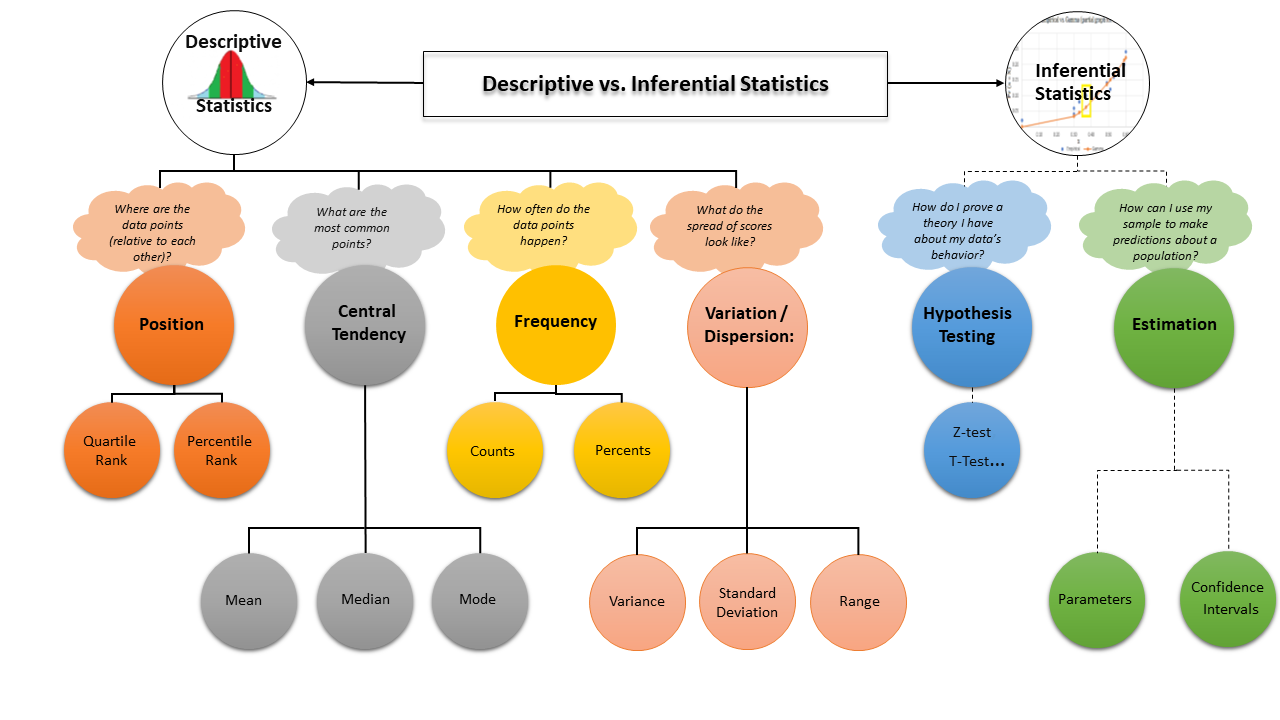 Descriptive
Statistics
Descriptive vs. Inferential Statistics
Inferential
Statistics
Where are the
data points
(relative to each
other)?
What are the
most common
points?
How often do the
data points
happen?
What do the
spread of scores
look like?
How do I prove a
theory I have
about my data's
behavior?
How can I use my
sample to make
predictions about a
population?
Position
Central
Tendency
Frequency
Variation /
Dispersion:
Hypothesis
Testing
Estimation
Quartile
Rank
Percentile
Rank
Counts
Percents
Z-test
T-Test...
Mean
Median
Mode
Variance
Standard
Deviation
Range
Parameters
Confidence
Intervals